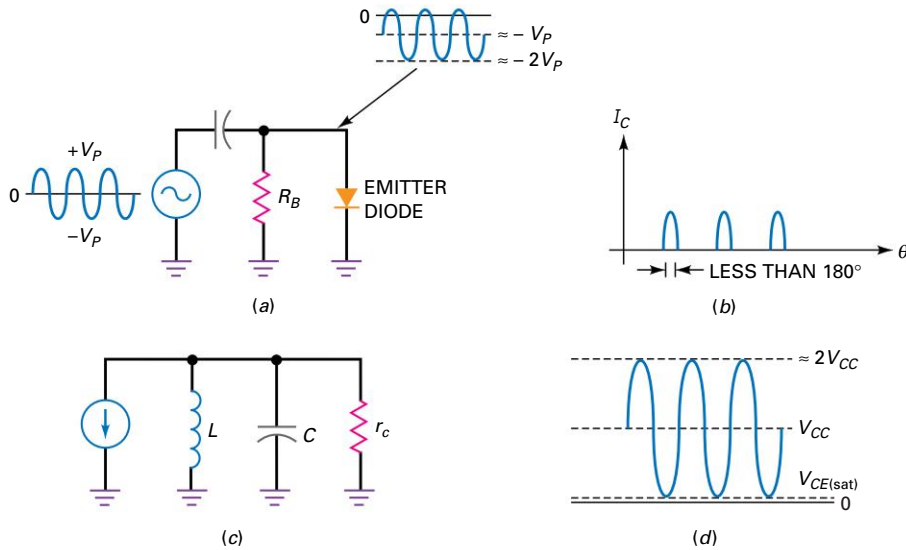 0
≈ – V_P
≈ – 2V_P
+V_P
0
–V_P
R_B
EMITTER
DIODE
(a)
I_C
θ
LESS THAN 180°
(b)
L
C
r_c
(c)
≈ 2V_CC
V_CC
V_CE(sat)
0
(d)